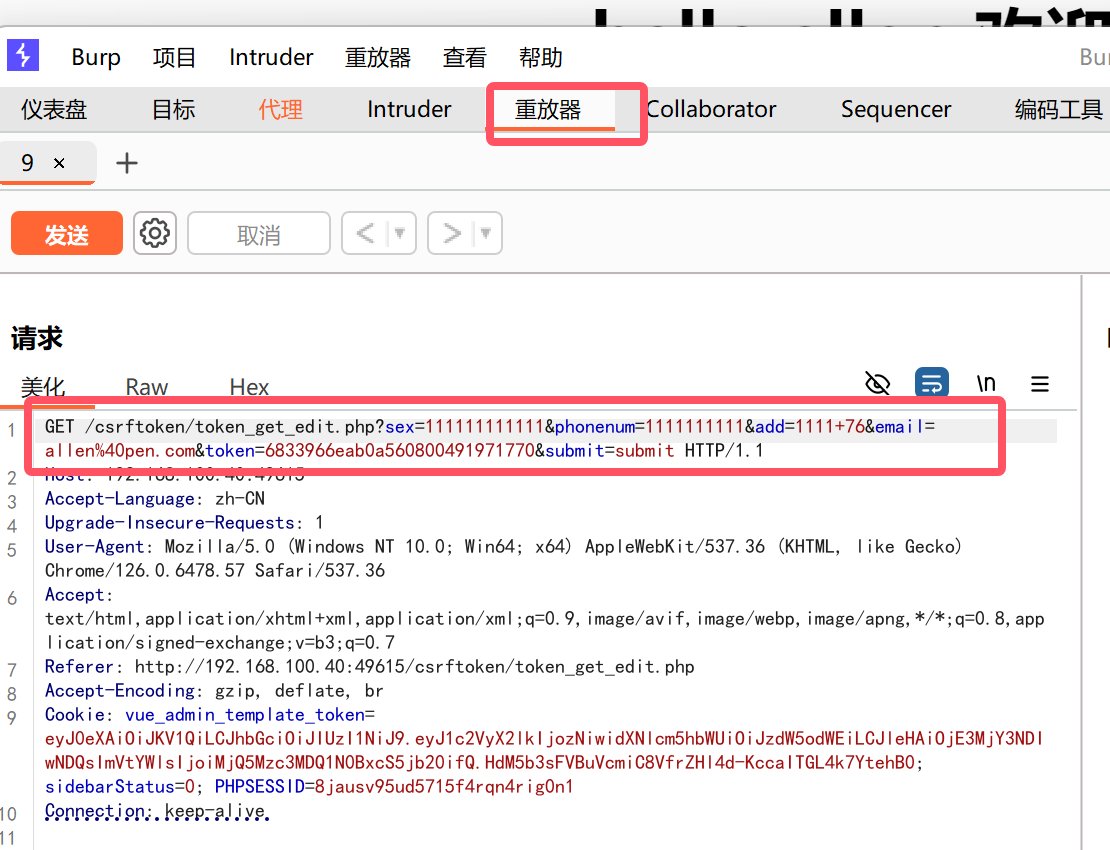 hello allen 欢迎
Burp 项目 Intruder 重放器 查看 帮助 Bur
仪表盘 目标 代理 Intruder 重放器 Collaborator Sequencer 编码工具
9 × +
发送 取消 < ▼ > ▼
请求
美化 Raw Hex \n
1 GET /csrftoken/token_get_edit.php?sex=111111111111&phonenum=1111111111&add=1111+76&email=
allen%40pen.com&token=6833966eab0a560800491971770&submit=submit HTTP/1.1
2 Host: 192.168.100.40:49615
3 Accept-Language: zh-CN
4 Upgrade-Insecure-Requests: 1
5 User-Agent: Mozilla/5.0 (Windows NT 10.0; Win64; x64) AppleWebKit/537.36 (KHTML, like Gecko)
Chrome/126.0.6478.57 Safari/537.36
6 Accept:
text/html,application/xhtml+xml,application/xml;q=0.9,image/avif,image/webp,image/apng,*/*;q=0.8,app
lication/signed-exchange;v=b3;q=0.7
7 Referer: http://192.168.100.40:49615/csrftoken/token_get_edit.php
8 Accept-Encoding: gzip, deflate, br
9 Cookie: vue_admin_template_token=
eyJ0eXAiOiJKV1QiLCJhbGciOiJIUzI1NiJ9.eyJ1c2VyX2lkIjozNiwidXNlcm5hbWUiOiJzdW5odWEiLCJleHAiOjE3MjY3NDI
wNDQsImVtYWlsIjoiMjQ5Mzc3MDQ1NOBxcS5jb20ifQ.HdM5b3sFVBuVcmiC8VfrZHl4d-KccaITGL4k7YtehB0;
sidebarStatus=0; PHPSESSID=8jausv95ud5715f4rqn4rig0n1
10 Connection: keep-alive
11